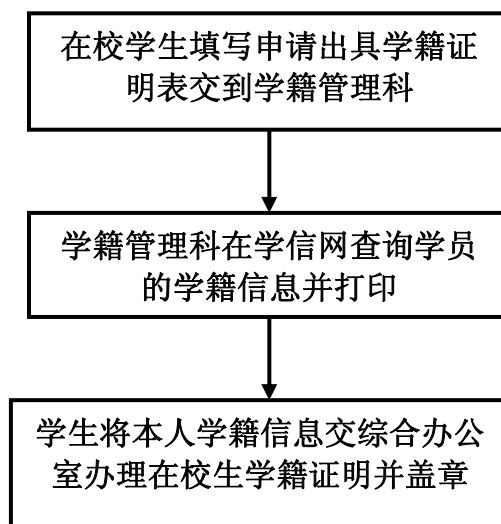 在校学生填写申请出具学籍证
明表交到学籍管理科
学籍管理科在学信网查询学员
的学籍信息并打印
学生将本人学籍信息交综合办公
室办理在校生学籍证明并盖章